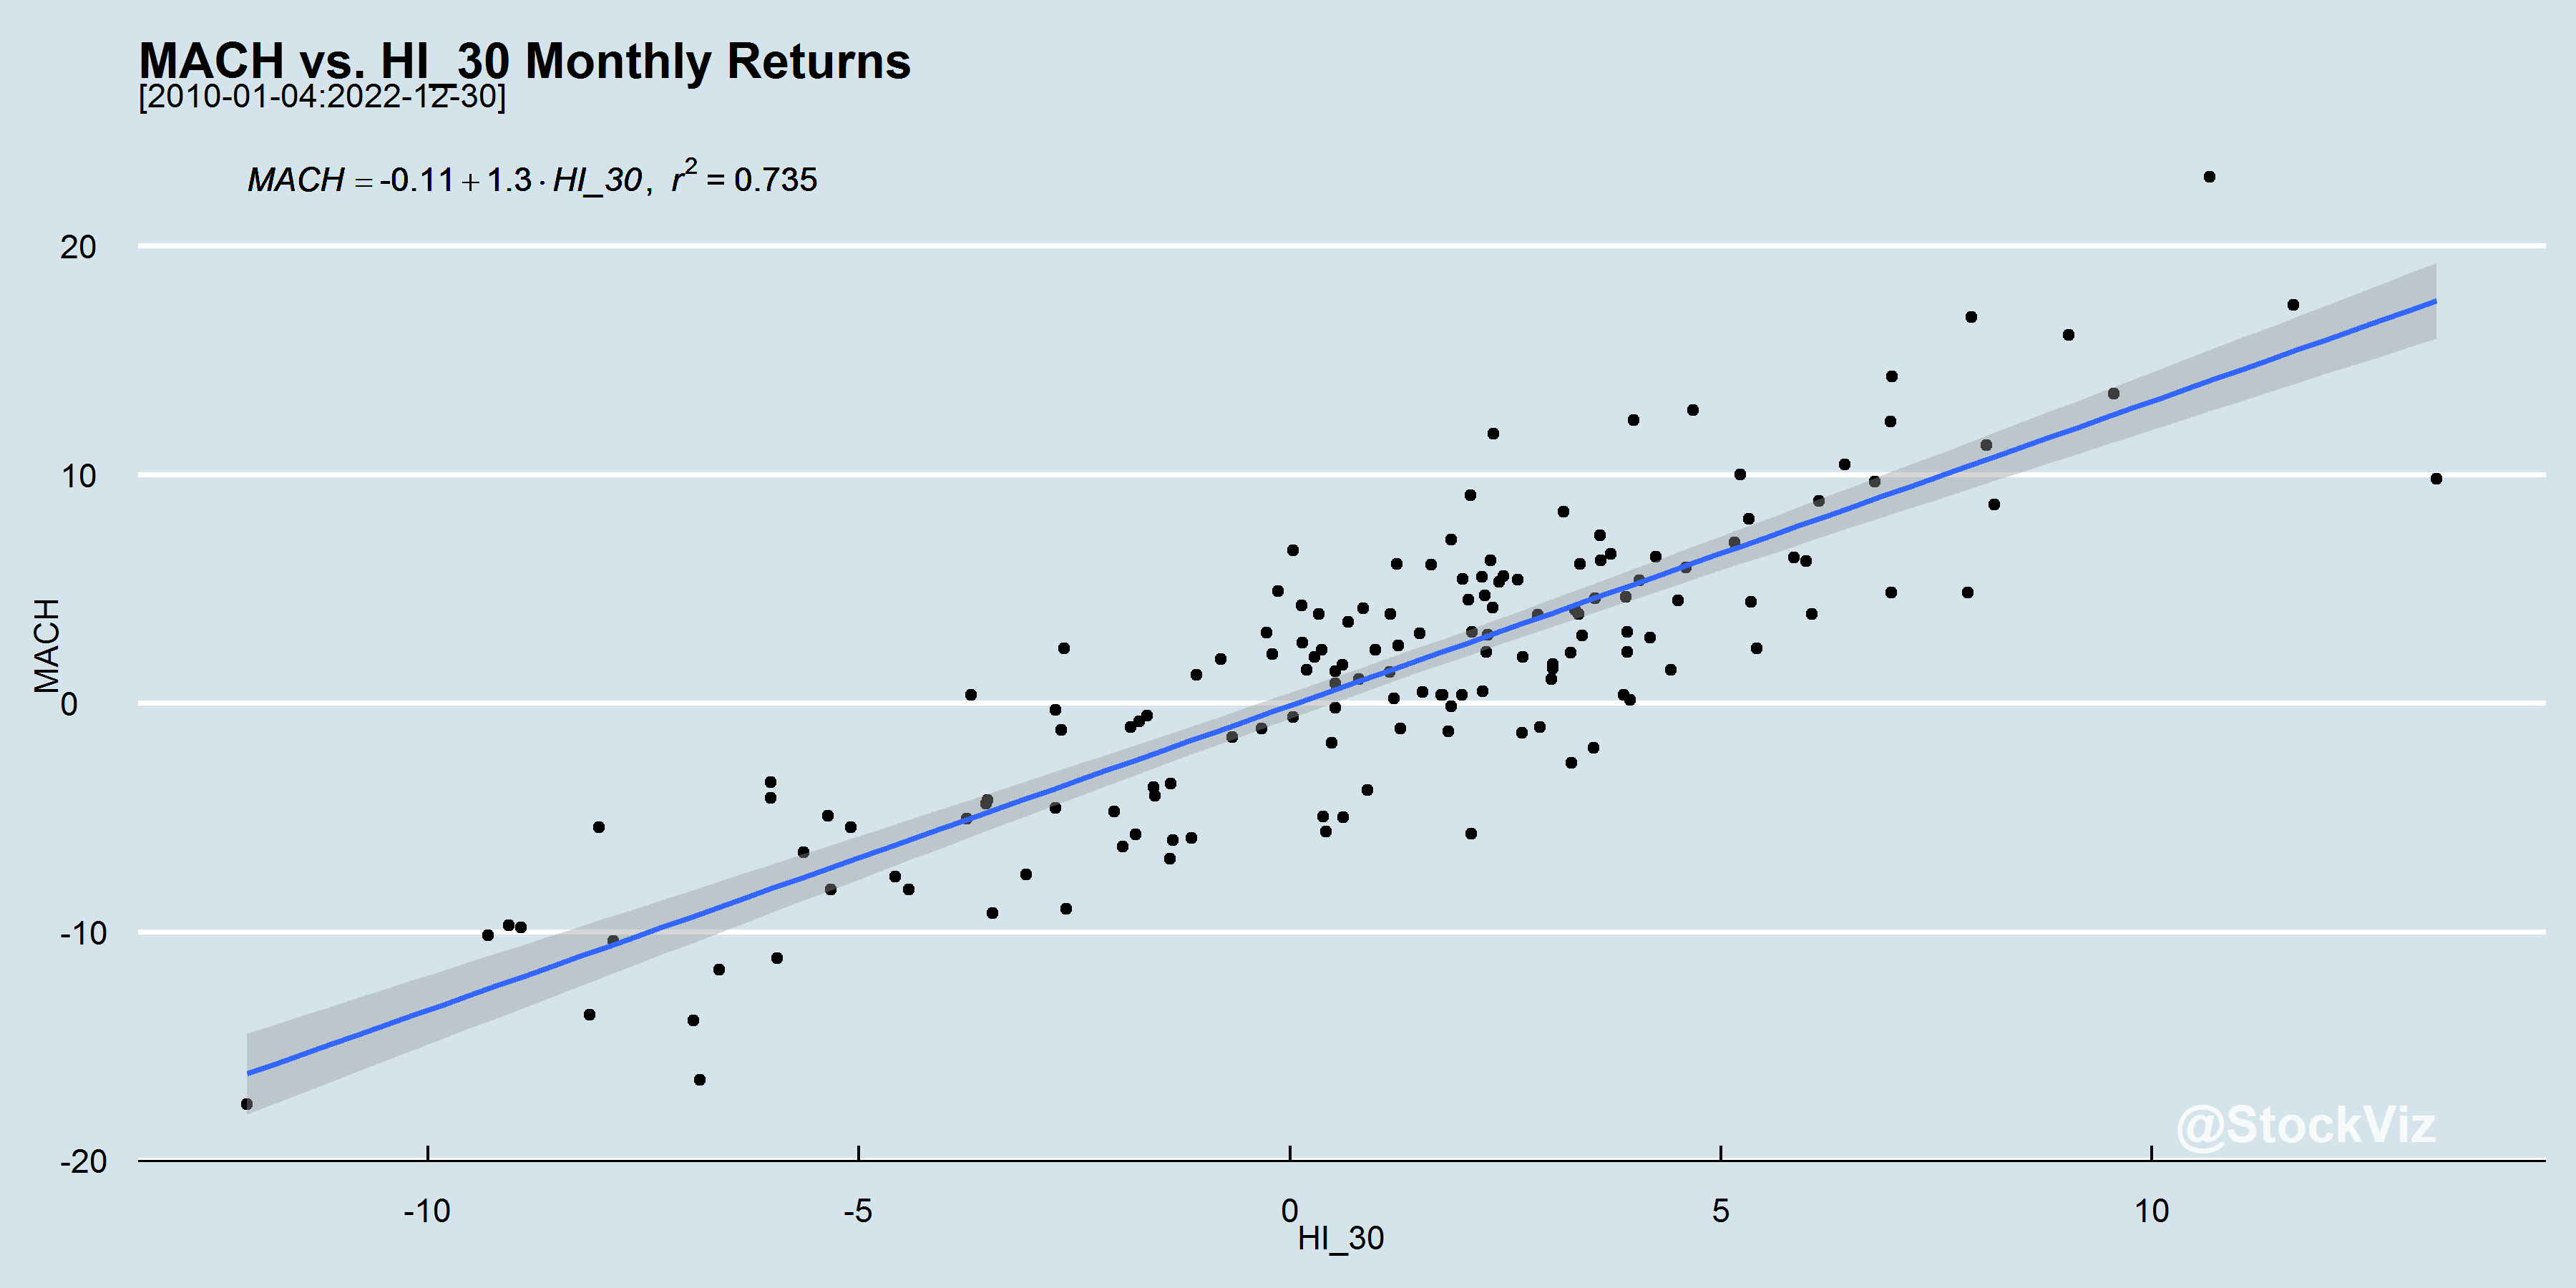 MACH vs. HI_30 Monthly Returns
[2010-01-04:2022-12-30]
MACH = -0.11 + 1.3 · HI_30, r² = 0.735
20
10
0
-10
-20
MACH
@StockViz
-10 -5 0 5 10
HI_30